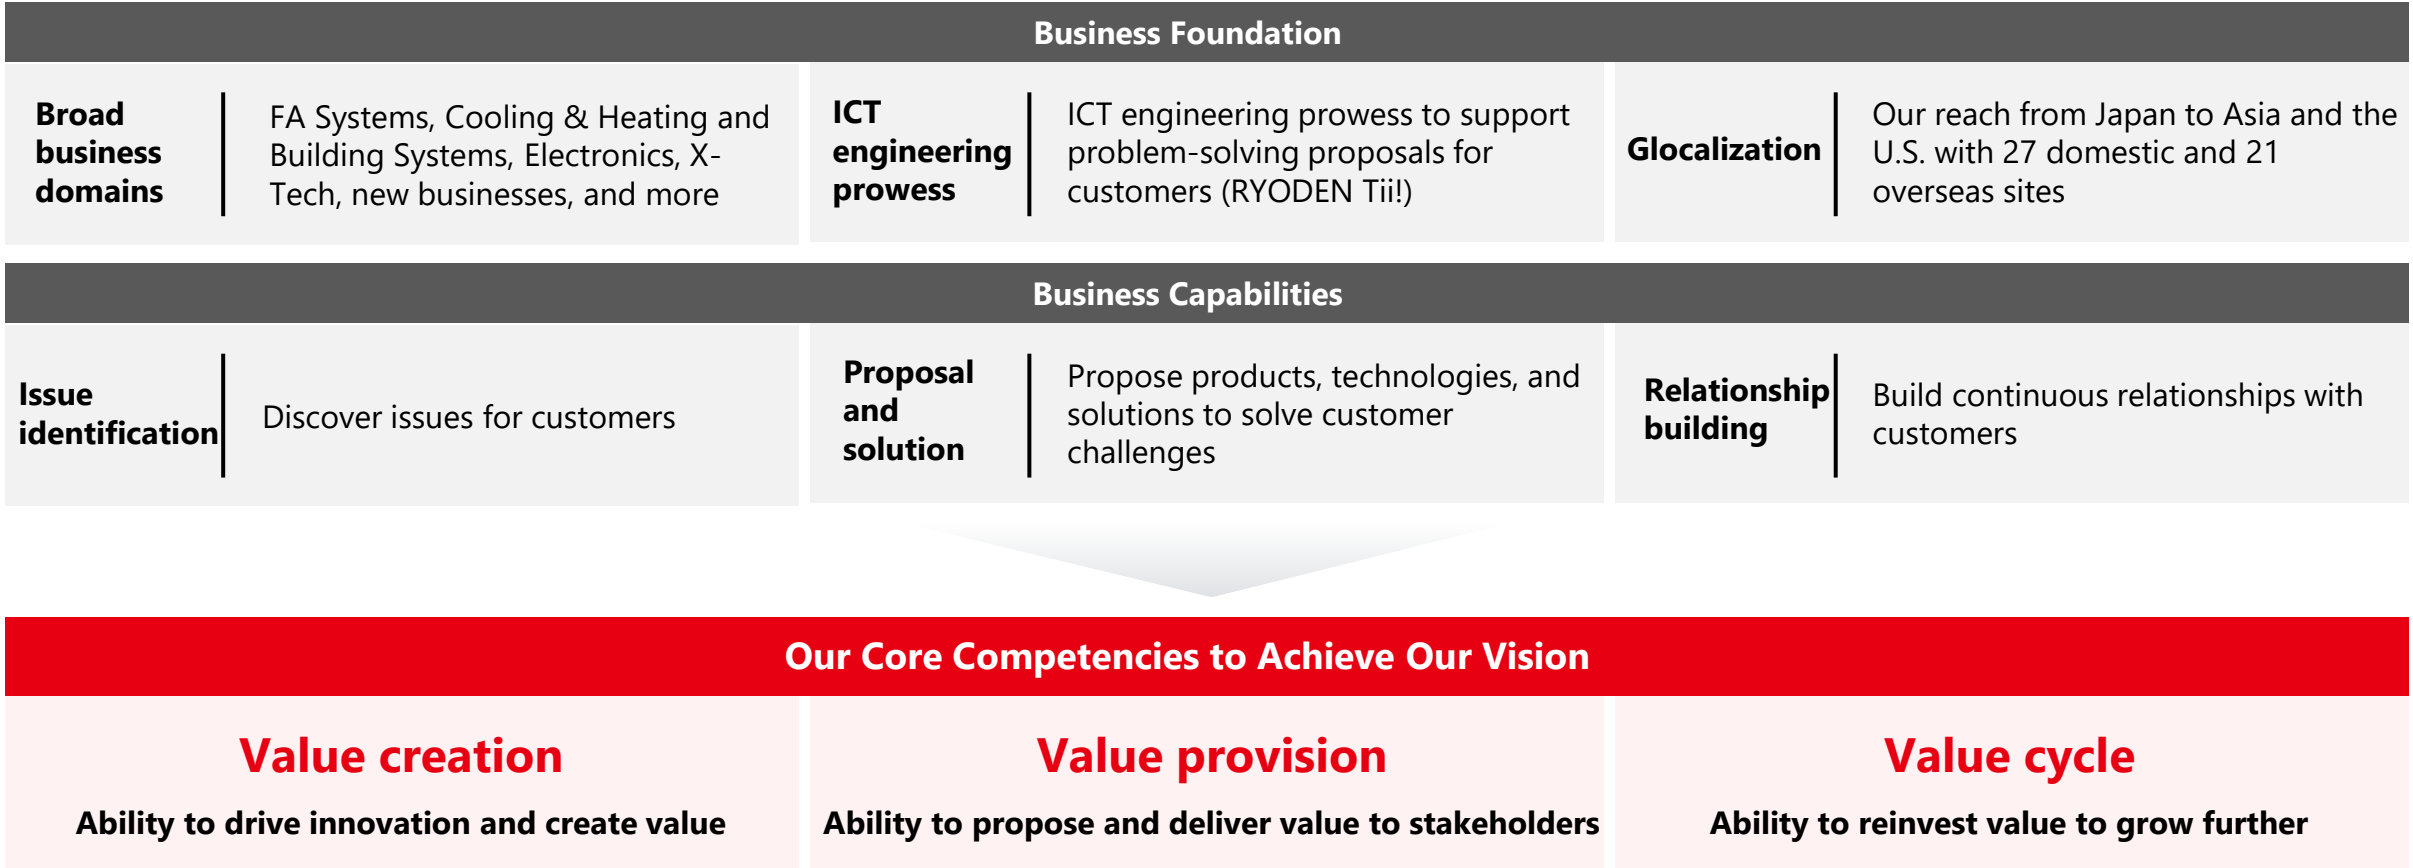 Business Foundation
Broad
business
domains
FA Systems, Cooling & Heating and
Building Systems, Electronics, X-
Tech, new businesses, and more
ICT
engineering
prowess
ICT engineering prowess to support
problem-solving proposals for
customers (RYODEN Tii!)
Glocalization
Our reach from Japan to Asia and the
U.S. with 27 domestic and 21
overseas sites
Business Capabilities
Issue
identification
Discover issues for customers
Proposal
and
solution
Propose products, technologies, and
solutions to solve customer
challenges
Relationship
building
Build continuous relationships with
customers
Our Core Competencies to Achieve Our Vision
Value creation
Ability to drive innovation and create value
Value provision
Ability to propose and deliver value to stakeholders
Value cycle
Ability to reinvest value to grow further